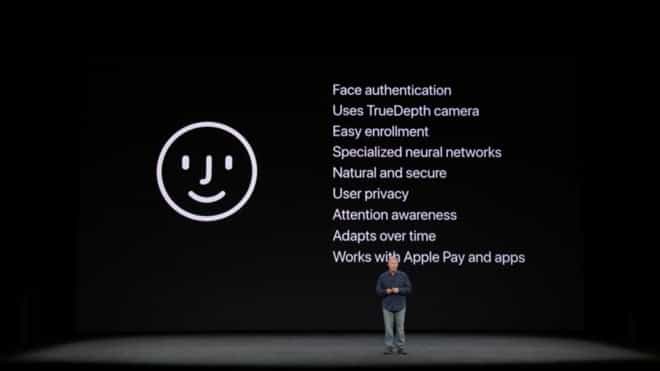 Face authentication
Uses TrueDepth camera
Easy enrollment
Specialized neural networks
Natural and secure
User privacy
Attention awareness
Adapts over time
Works with Apple Pay and apps